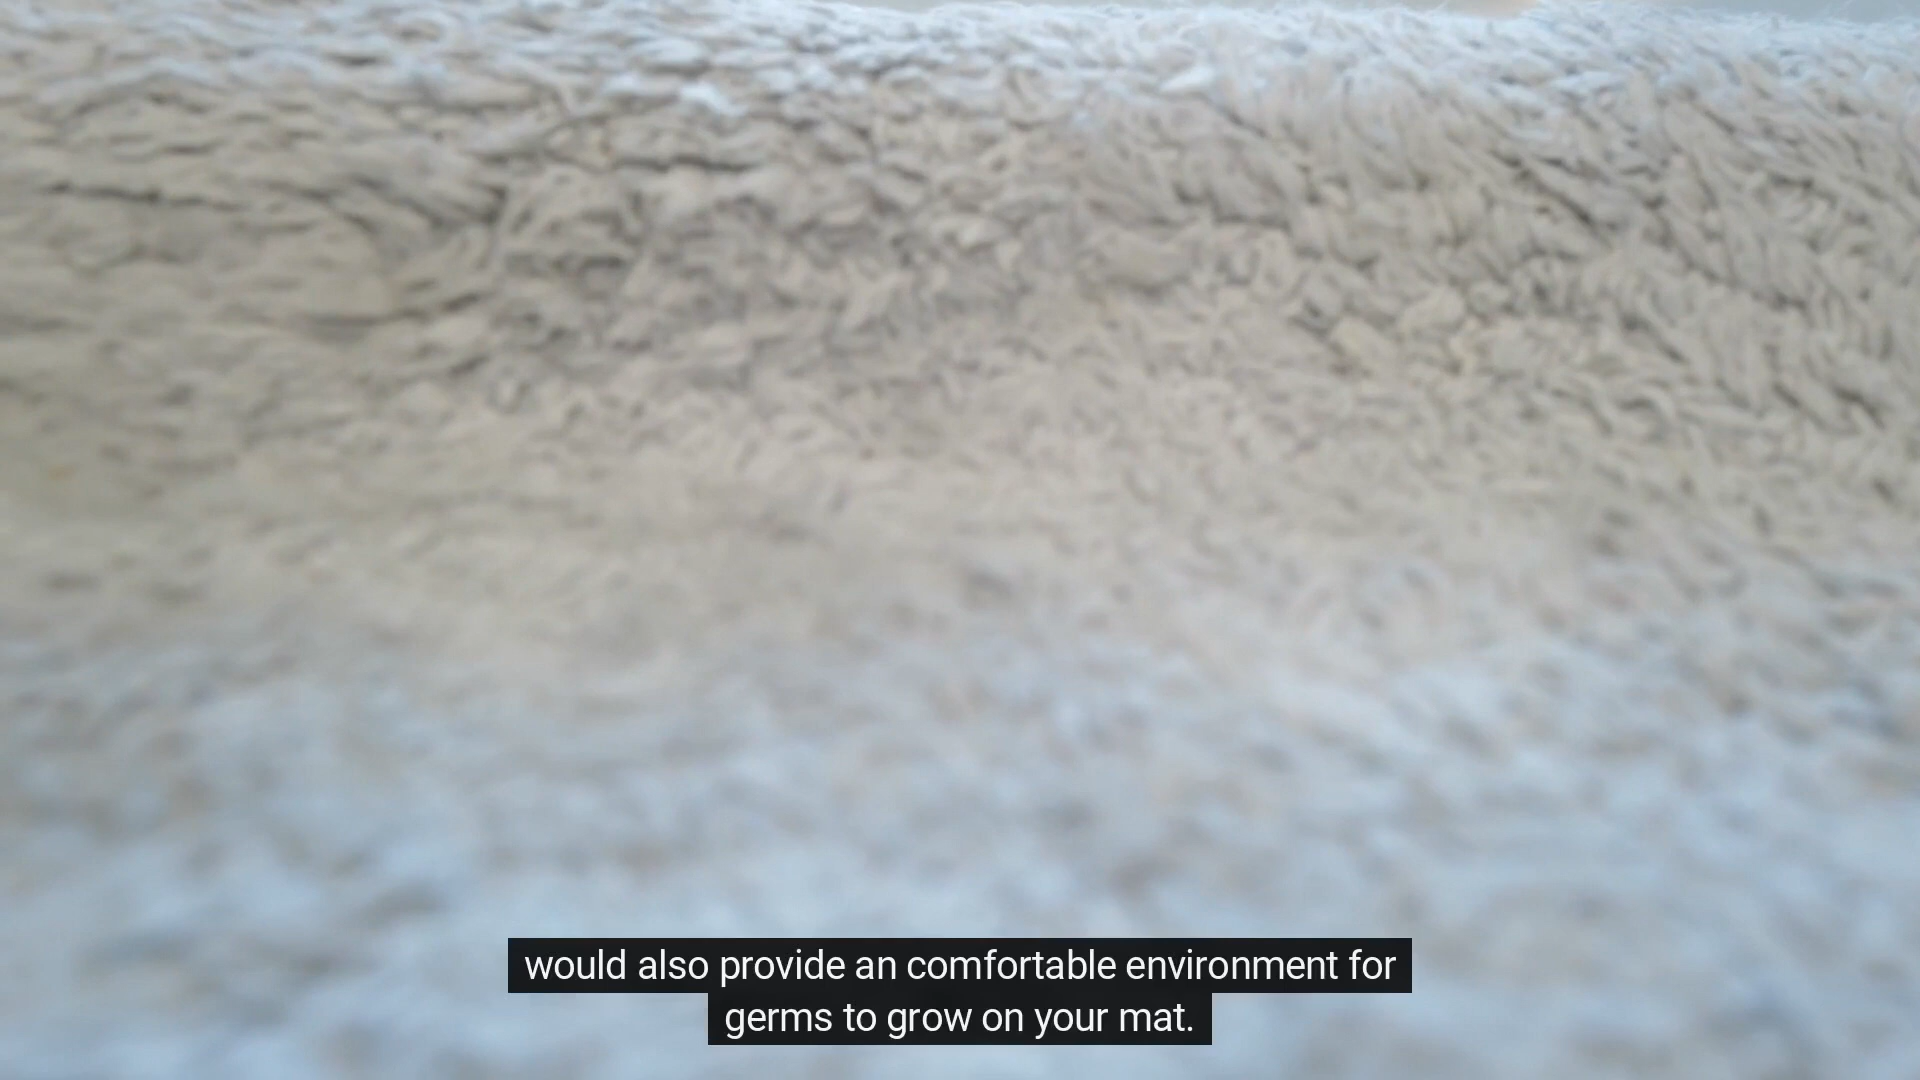 would also provide an comfortable environment for
germs to grow on your mat.